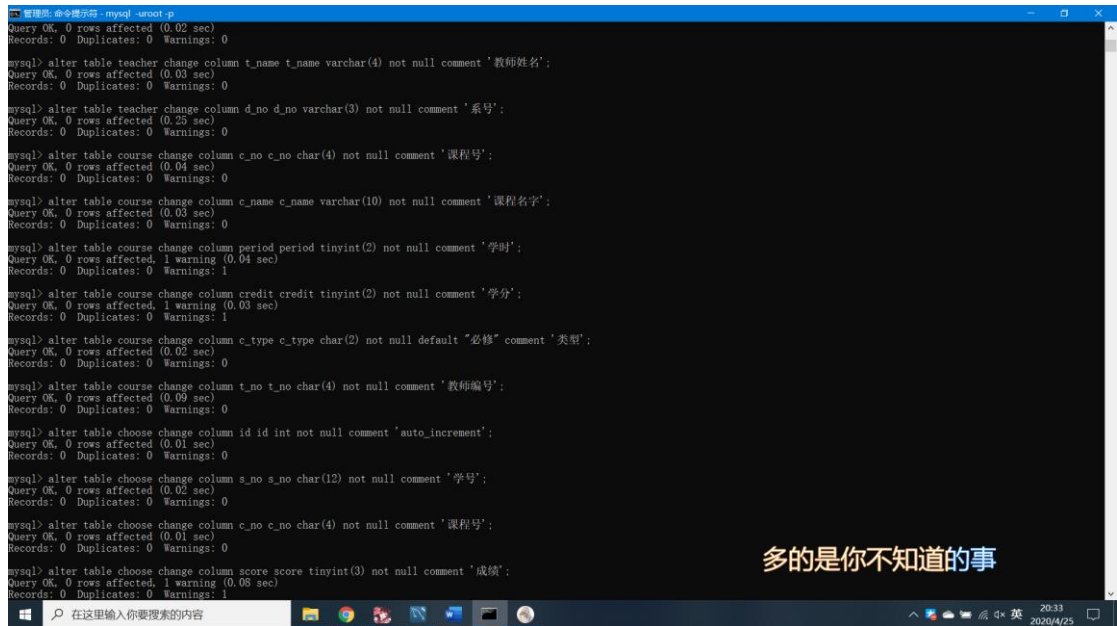 管理员: 命令提示符 - mysql -uroot -p
Query OK, 0 rows affected (0.02 sec)
Records: 0 Duplicates: 0 Warnings: 0
mysql> alter table teacher change column t_name t_name varchar(4) not null comment '教师姓名';
Query OK, 0 rows affected (0.03 sec)
Records: 0 Duplicates: 0 Warnings: 0
mysql> alter table teacher change column d_no d_no varchar(3) not null comment '系号';
Query OK, 0 rows affected (0.25 sec)
Records: 0 Duplicates: 0 Warnings: 0
mysql> alter table course change column c_no c_no char(4) not null comment '课程号';
Query OK, 0 rows affected (0.04 sec)
Records: 0 Duplicates: 0 Warnings: 0
mysql> alter table course change column c_name c_name varchar(10) not null comment '课程名字';
Query OK, 0 rows affected (0.03 sec)
Records: 0 Duplicates: 0 Warnings: 0
mysql> alter table course change column period period tinyint(2) not null comment '学时';
Query OK, 0 rows affected, 1 warning (0.04 sec)
Records: 0 Duplicates: 0 Warnings: 1
mysql> alter table course change column credit credit tinyint(2) not null comment '学分';
Query OK, 0 rows affected, 1 warning (0.03 sec)
Records: 0 Duplicates: 0 Warnings: 1
mysql> alter table course change column c_type c_type char(2) not null default "必修" comment '类型';
Query OK, 0 rows affected (0.02 sec)
Records: 0 Duplicates: 0 Warnings: 0
mysql> alter table course change column t_no t_no char(4) not null comment '教师编号';
Query OK, 0 rows affected (0.09 sec)
Records: 0 Duplicates: 0 Warnings: 0
mysql> alter table choose change column id id int not null comment 'auto_increment';
Query OK, 0 rows affected (0.01 sec)
Records: 0 Duplicates: 0 Warnings: 0
mysql> alter table choose change column s_no s_no char(12) not null comment '学号';
Query OK, 0 rows affected (0.02 sec)
Records: 0 Duplicates: 0 Warnings: 0
mysql> alter table choose change column c_no c_no char(4) not null comment '课程号';
Query OK, 0 rows affected (0.01 sec)
Records: 0 Duplicates: 0 Warnings: 0
mysql> alter table choose change column score score tinyint(3) not null comment '成绩';
Query OK, 0 rows affected, 1 warning (0.08 sec)
Records: 0 Duplicates: 0 Warnings: 1
多的是你不知道的事
在这里输入你要搜索的内容
英
20:33
2020/4/25